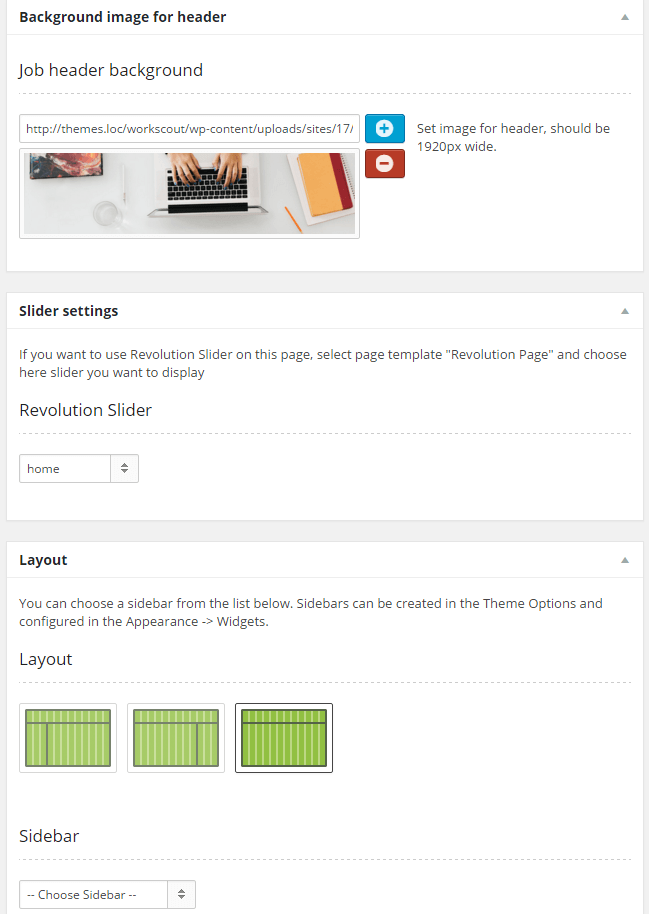 Background image for header
Job header background
http://themes.loc/workscout/wp-content/uploads/sites/17/
Set image for header, should be
1920px wide.
Slider settings
If you want to use Revolution Slider on this page, select page template "Revolution Page" and choose
here slider you want to display
Revolution Slider
home
Layout
You can choose a sidebar from the list below. Sidebars can be created in the Theme Options and
configured in the Appearance -> Widgets.
Layout
Sidebar
-- Choose Sidebar --